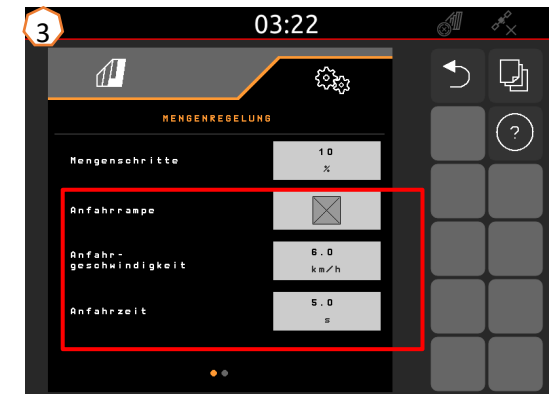 3
03:22
MENGENREGELUNG
Mengenschritte
10
%
Anfahrrampe
Anfahr-
geschwindigkeit
6.0
km/h
Anfahrzeit
5.0
s
?